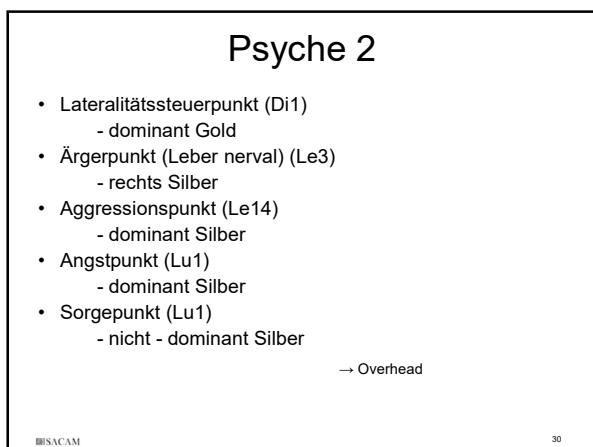 Psyche 2
• Lateralitätssteuerpunkt (Di1)
- dominant Gold
• Ärgerpunkt (Leber nerval) (Le3)
- rechts Silber
• Aggressionspunkt (Le14)
- dominant Silber
• Angstpunkt (Lu1)
- dominant Silber
• Sorgepunkt (Lu1)
- nicht - dominant Silber
→ Overhead
SACAM
30